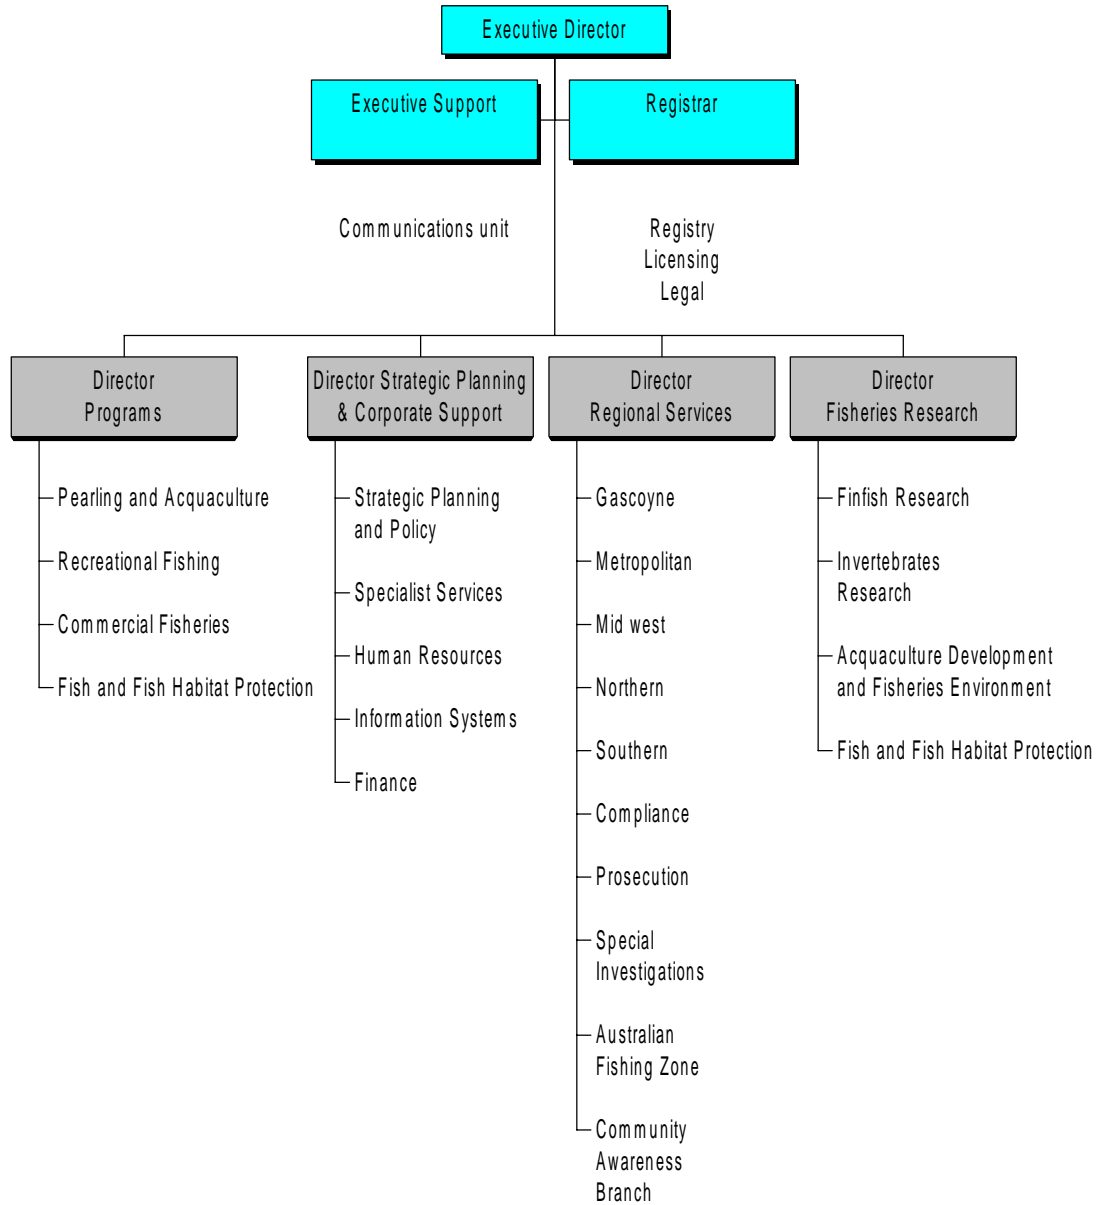 Executive Director
Executive Support
Registrar
Communications unit
Registry
Licensing
Legal
Director
Programs
Director Strategic Planning
& Corporate Support
Director
Regional Services
Director
Fisheries Research
Pearling and Acquaculture
Recreational Fishing
Commercial Fisheries
Fish and Fish Habitat Protection
Strategic Planning
and Policy
Specialist Services
Human Resources
Information Systems
Finance
Gascoyne
Metropolitan
Mid west
Northern
Southern
Compliance
Prosecution
Special
Investigations
Australian
Fishing Zone
Community
Awareness
Branch
Finfish Research
Invertebrates
Research
Acquaculture Development
and Fisheries Environment
Fish and Fish Habitat Protection